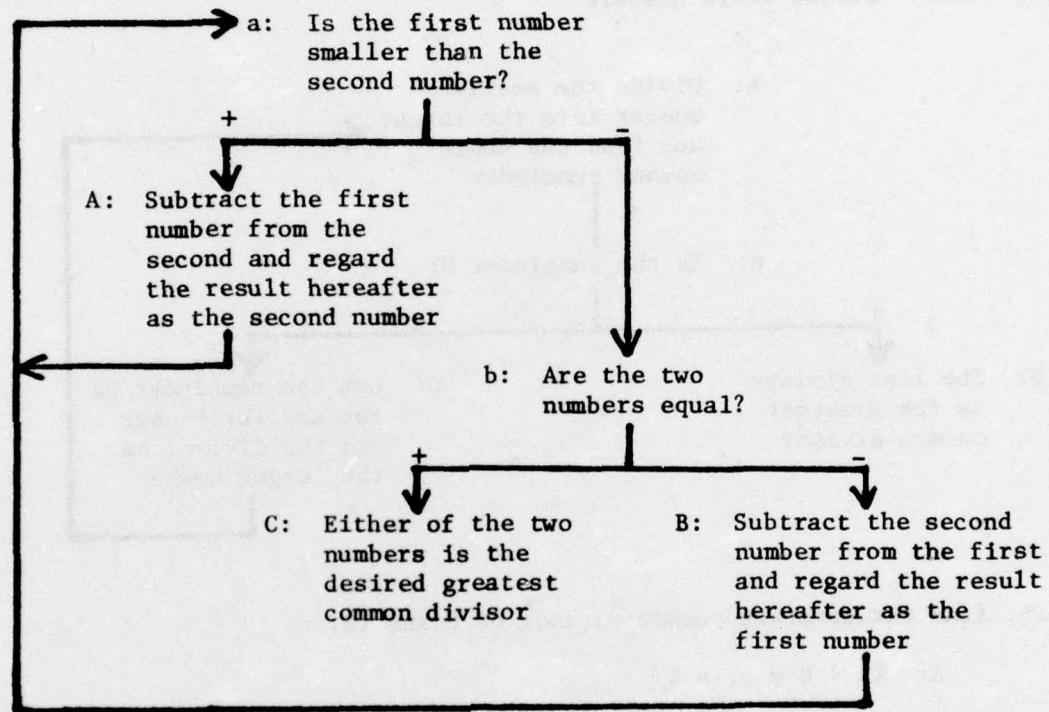 a: Is the first number
smaller than the
second number?
+
-
A: Subtract the first
number from the
second and regard
the result hereafter
as the second number
b: Are the two
numbers equal?
+
-
C: Either of the two
numbers is the
desired greatest
common divisor
B: Subtract the second
number from the first
and regard the result
hereafter as the
first number